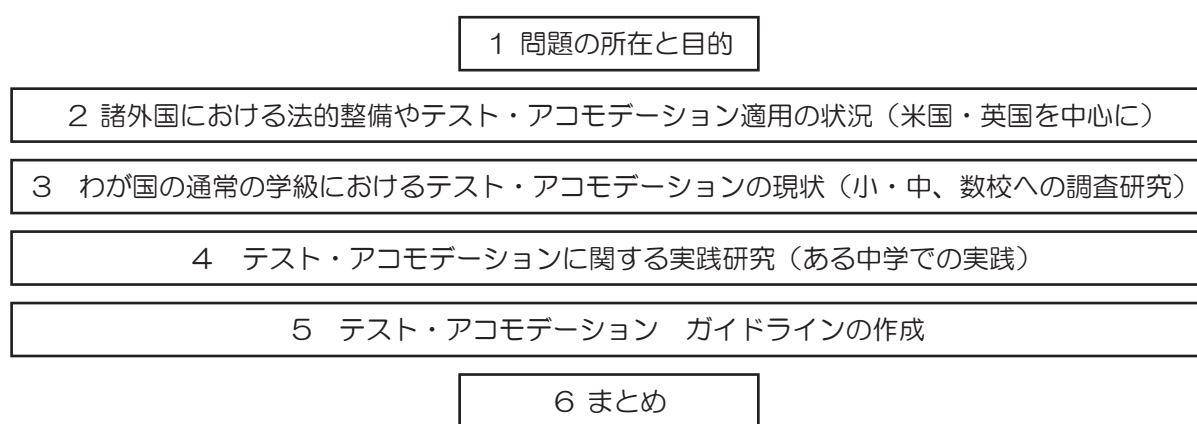 1 問題の所在と目的
2 諸外国における法的整備やテスト・アコモデーション適用の状況（米国・英国を中心に）
3　わが国の通常の学級におけるテスト・アコモデーションの現状（小・中、数校への調査研究）
4　テスト・アコモデーションに関する実践研究（ある中学での実践）
5　テスト・アコモデーション　ガイドラインの作成
6 まとめ